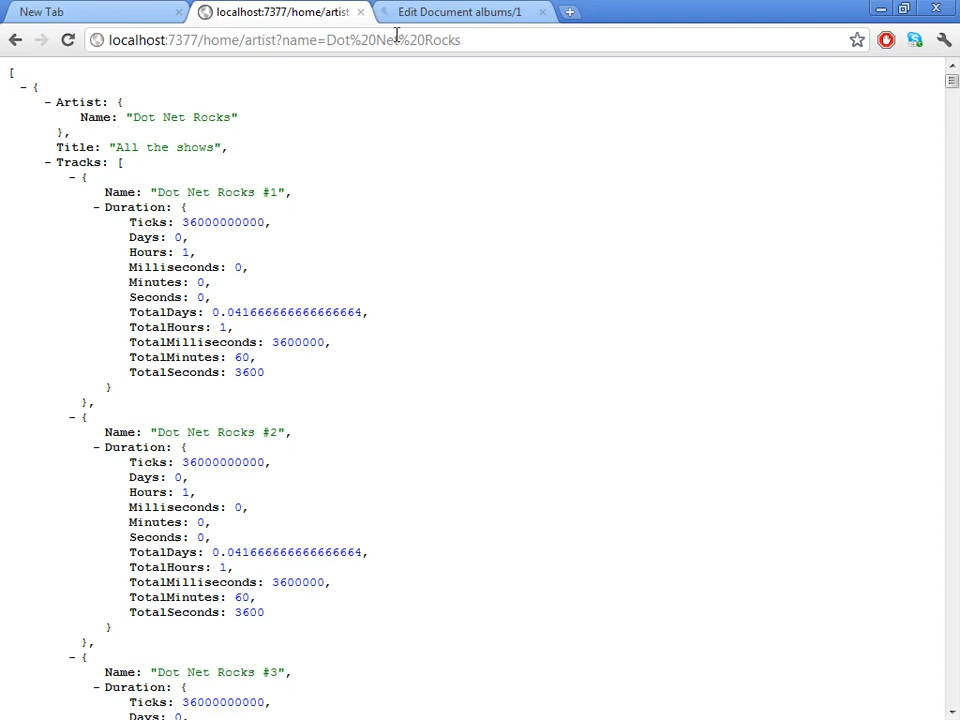 New Tab
localhost:7377/home/artist
Edit Document albums/1
localhost:7377/home/artist?name=Dot%20Net%20Rocks
[
- {
- Artist: {
Name: "Dot Net Rocks"
},
Title: "All the shows",
- Tracks: [
- {
Name: "Dot Net Rocks #1",
- Duration: {
Ticks: 36000000000,
Days: 0,
Hours: 1,
Milliseconds: 0,
Minutes: 0,
Seconds: 0,
TotalDays: 0.041666666666666664,
TotalHours: 1,
TotalMilliseconds: 3600000,
TotalMinutes: 60,
TotalSeconds: 3600
}
},
- {
Name: "Dot Net Rocks #2",
- Duration: {
Ticks: 36000000000,
Days: 0,
Hours: 1,
Milliseconds: 0,
Minutes: 0,
Seconds: 0,
TotalDays: 0.041666666666666664,
TotalHours: 1,
TotalMilliseconds: 3600000,
TotalMinutes: 60,
TotalSeconds: 3600
}
},
- {
Name: "Dot Net Rocks #3",
- Duration: {
Ticks: 36000000000,
Days: 0,